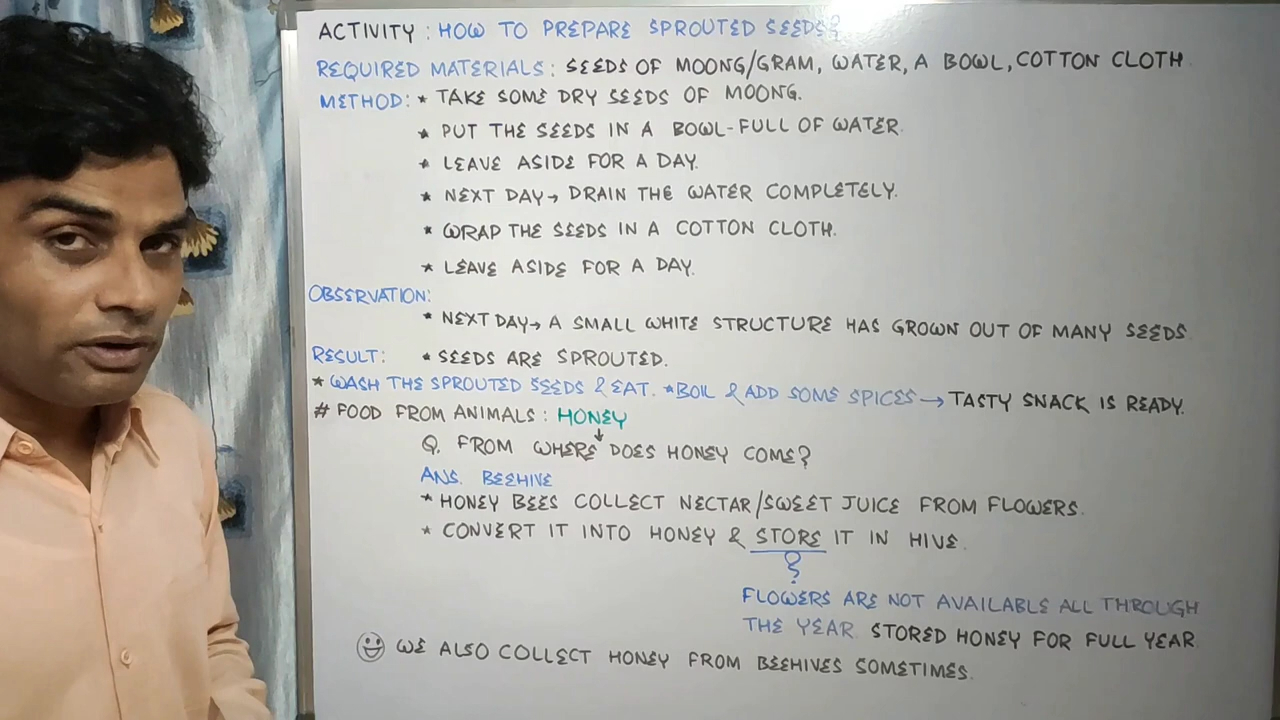 ACTIVITY : HOW TO PREPARE SPROUTED SEEDS?
REQUIRED MATERIALS : SEEDS OF MOONG/GRAM, WATER, A BOWL, COTTON CLOTH
METHOD: * TAKE SOME DRY SEEDS OF MOONG.
* PUT THE SEEDS IN A BOWL-FULL OF WATER.
* LEAVE ASIDE FOR A DAY.
* NEXT DAY → DRAIN THE WATER COMPLETELY.
* WRAP THE SEEDS IN A COTTON CLOTH.
* LEAVE ASIDE FOR A DAY.
OBSERVATION:
* NEXT DAY → A SMALL WHITE STRUCTURE HAS GROWN OUT OF MANY SEEDS.
RESULT: * SEEDS ARE SPROUTED.
* WASH THE SPROUTED SEEDS & EAT. * BOIL & ADD SOME SPICES → TASTY SNACK IS READY.
# FOOD FROM ANIMALS : HONEY
Q. FROM WHERE DOES HONEY COME?
ANS. BEEHIVE
* HONEY BEES COLLECT NECTAR/SWEET JUICE FROM FLOWERS.
* CONVERT IT INTO HONEY & STORE IT IN HIVE.
?
FLOWERS ARE NOT AVAILABLE ALL THROUGH
THE YEAR. STORED HONEY FOR FULL YEAR
WE ALSO COLLECT HONEY FROM BEEHIVES SOMETIMES.